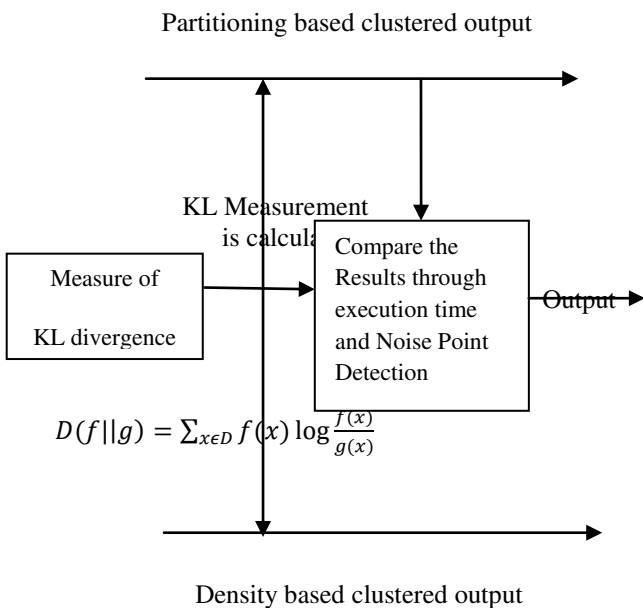 Partitioning based clustered output
KL Measurement
is calcula
Compare the
Results through
execution time
and Noise Point
Detection
Measure of
KL divergence
Output
D(f||g) = ∑_{xϵD} f(x) log f(x)/g(x)
Density based clustered output